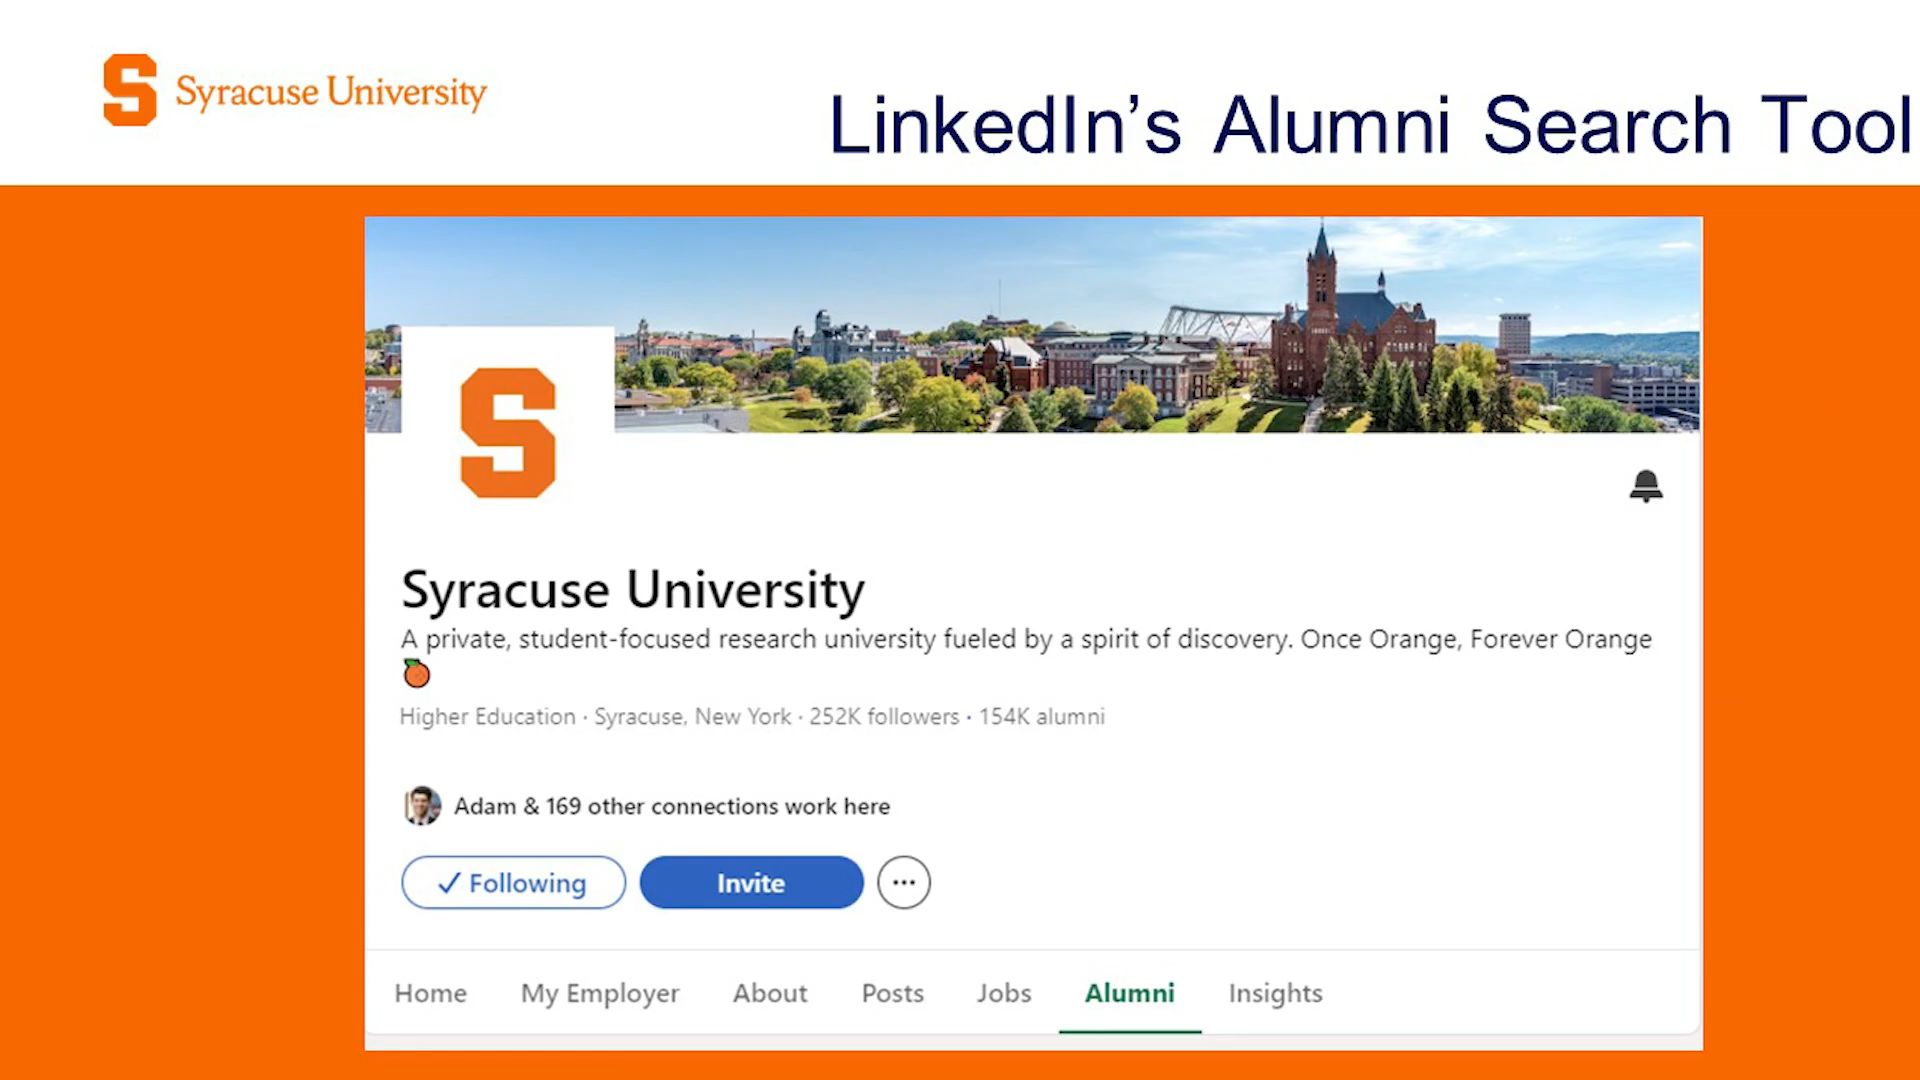 Syracuse University
LinkedIn’s Alumni Search Tool
Syracuse University
A private, student-focused research university fueled by a spirit of discovery. Once Orange, Forever Orange
🍊
Higher Education · Syracuse, New York · 252K followers · 154K alumni
Adam & 169 other connections work here
✓ Following Invite ···
Home My Employer About Posts Jobs Alumni Insights